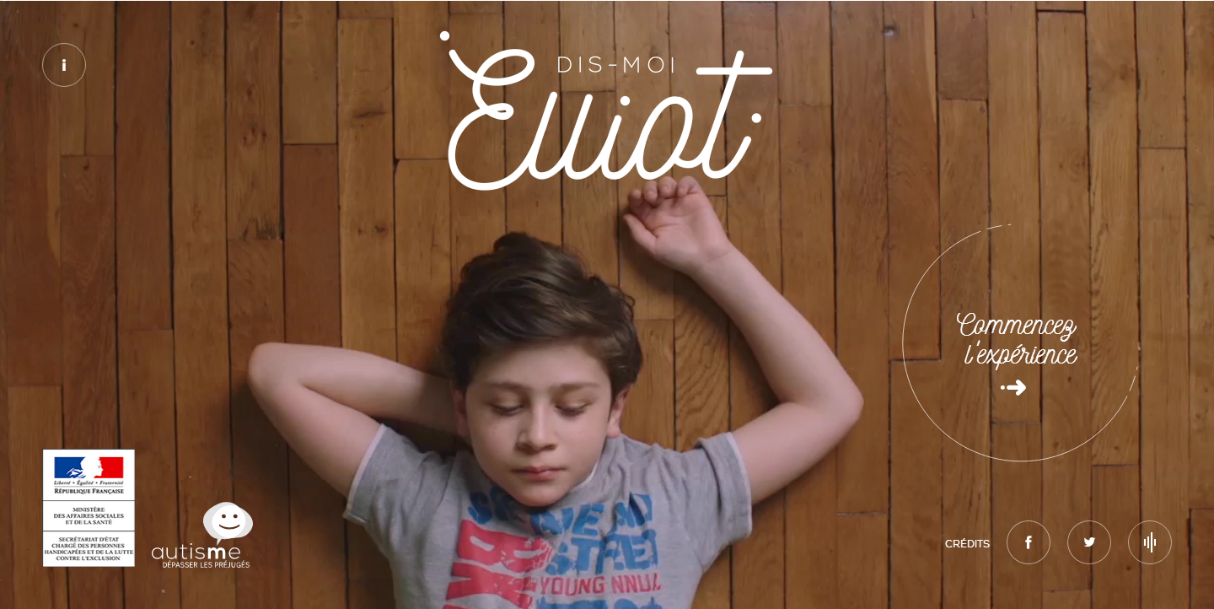 DIS-MOI
Elliot
Commencez
l'expérience
Liberté • Égalité • Fraternité
RÉPUBLIQUE FRANÇAISE
MINISTÈRE
DES AFFAIRES SOCIALES
ET DE LA SANTÉ
SECRÉTARIAT D'ÉTAT
CHARGÉ DES PERSONNES
HANDICAPÉES ET DE LA LUTTE
CONTRE L'EXCLUSION
autisme
DÉPASSER LES PRÉJUGÉS
CRÉDITS
YOUNG